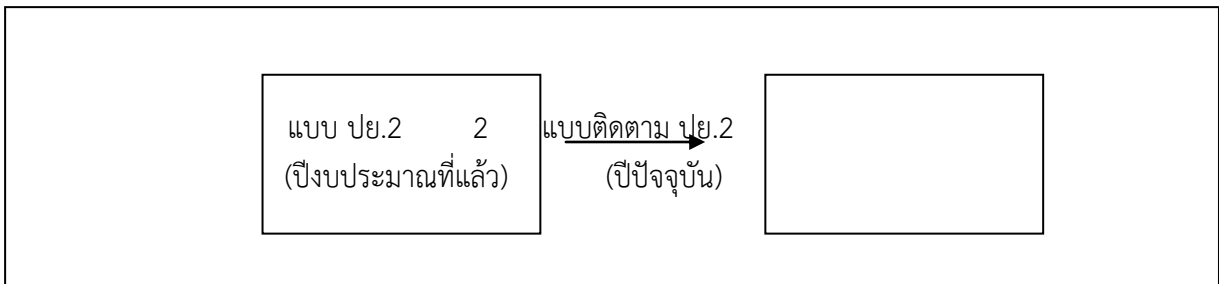 แบบ ปย.2 2 แบบติดตาม ปย.2
(ปีงบประมาณที่แล้ว) (ปีปัจจุบัน)